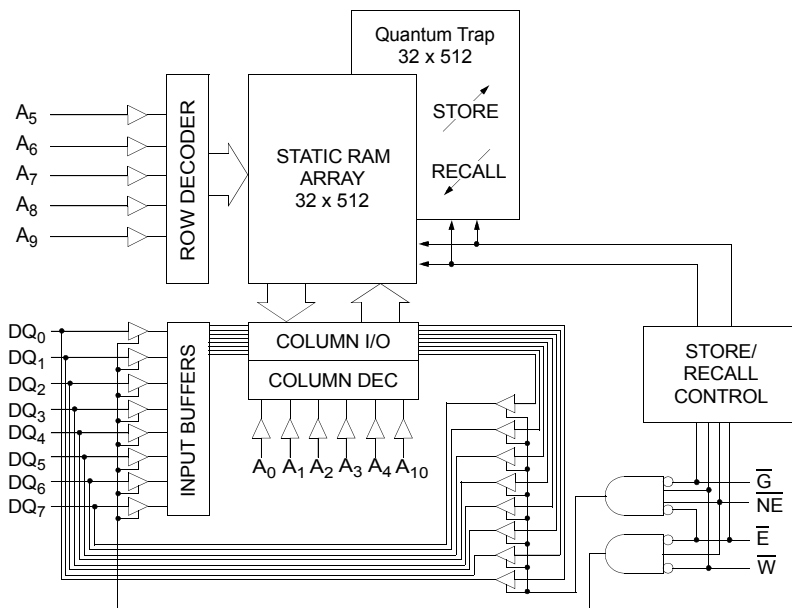 Quantum Trap
32 x 512
STORE
RECALL
STATIC RAM
ARRAY
32 x 512
ROW DECODER
A5
A6
A7
A8
A9
DQ0
DQ1
DQ2
DQ3
DQ4
DQ5
DQ6
DQ7
INPUT BUFFERS
COLUMN I/O
COLUMN DEC
A0 A1 A2 A3 A4 A10
STORE/
RECALL
CONTROL
G̅
N̅E̅
E̅
W̅